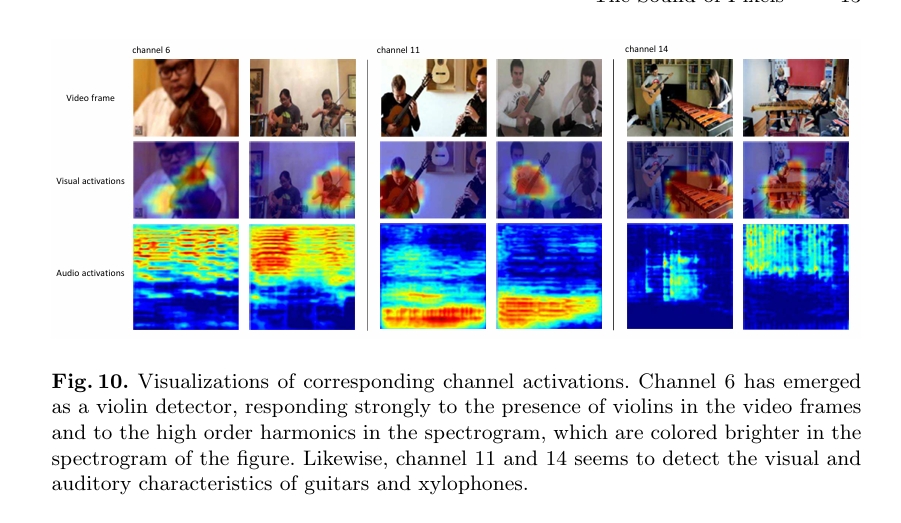 The Sound of Pixels 15
channel 6
channel 11
channel 14
Video frame
Visual activations
Audio activations
Fig. 10. Visualizations of corresponding channel activations. Channel 6 has emerged
as a violin detector, responding strongly to the presence of violins in the video frames
and to the high order harmonics in the spectrogram, which are colored brighter in the
spectrogram of the figure. Likewise, channel 11 and 14 seems to detect the visual and
auditory characteristics of guitars and xylophones.